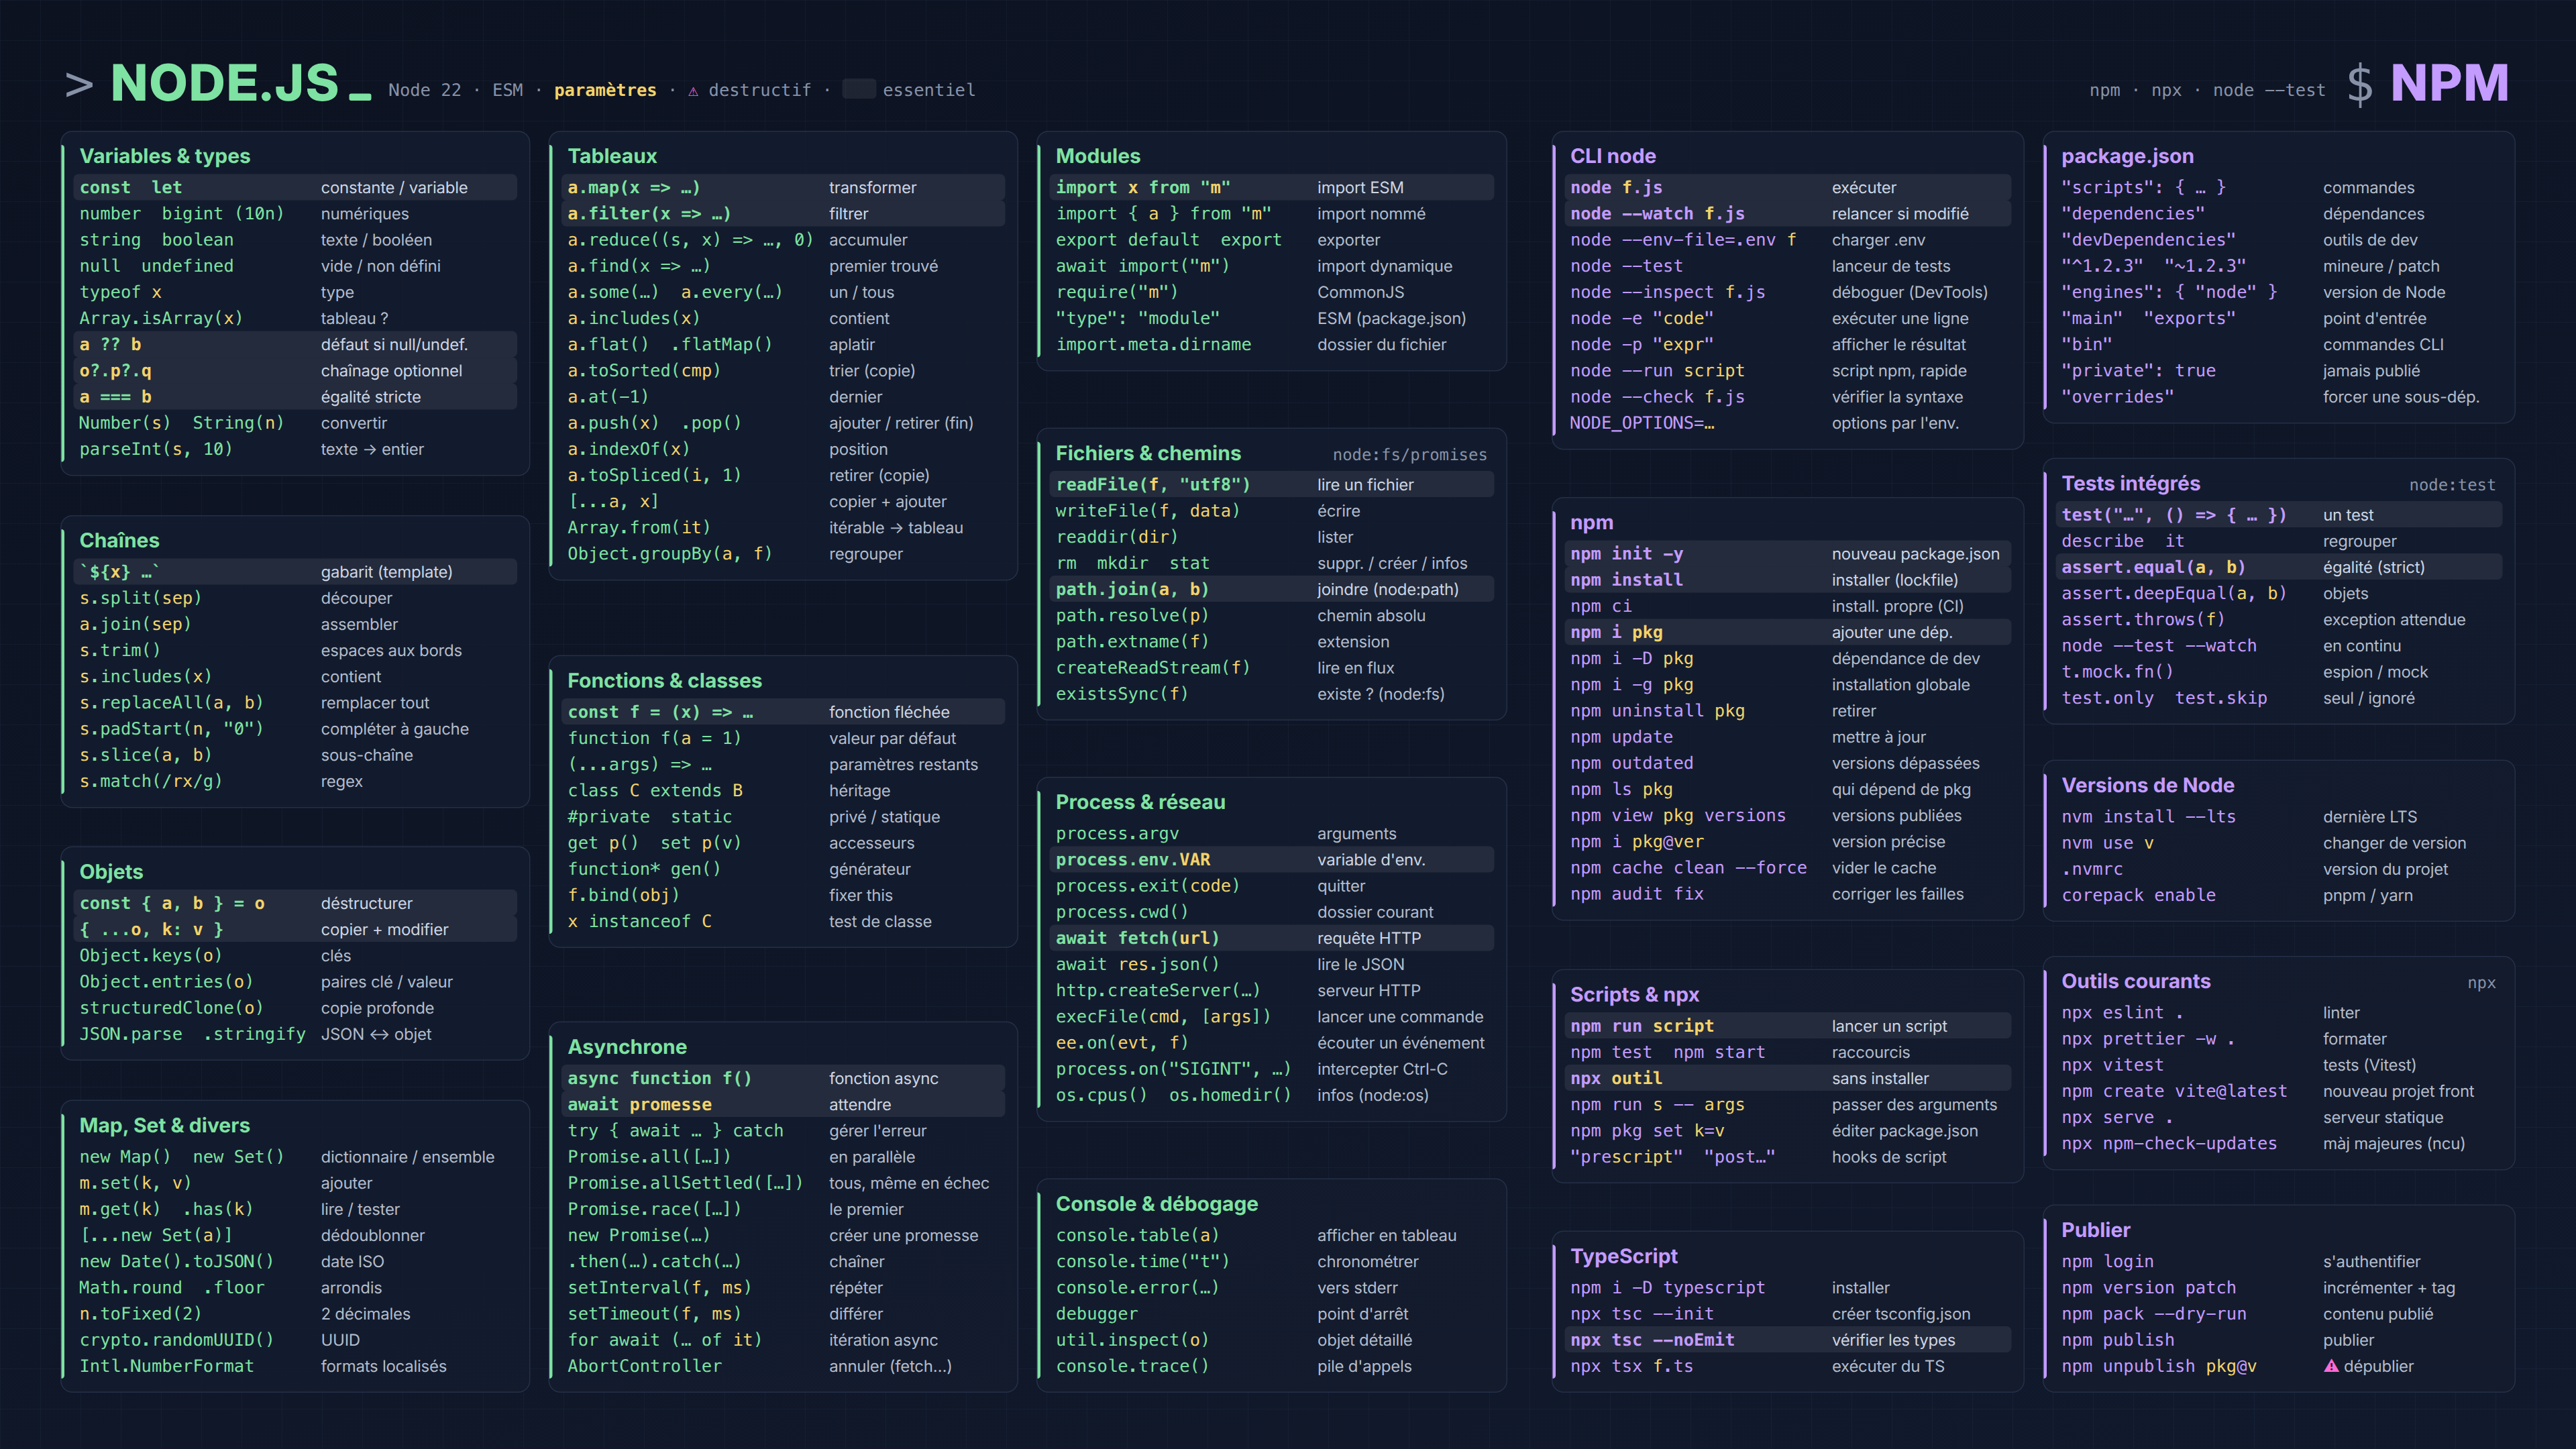 > NODE.JS_ Node 22 · ESM · paramètres · ⚠ destructif · essentiel
npm · npx · node --test $ NPM
Variables & types
const let constante / variable
number bigint (10n) numériques
string boolean texte / booléen
null undefined vide / non défini
typeof x type
Array.isArray(x) tableau ?
a ?? b défaut si null/undef.
o?.p?.q chaînage optionnel
a === b égalité stricte
Number(s) String(n) convertir
parseInt(s, 10) texte → entier
Chaînes
`${x} …` gabarit (template)
s.split(sep) découper
a.join(sep) assembler
s.trim() espaces aux bords
s.includes(x) contient
s.replaceAll(a, b) remplacer tout
s.padStart(n, "0") compléter à gauche
s.slice(a, b) sous-chaîne
s.match(/rx/g) regex
Objets
const { a, b } = o déstructurer
{ ...o, k: v } copier + modifier
Object.keys(o) clés
Object.entries(o) paires clé / valeur
structuredClone(o) copie profonde
JSON.parse .stringify JSON ↔ objet
Map, Set & divers
new Map() new Set() dictionnaire / ensemble
m.set(k, v) ajouter
m.get(k) .has(k) lire / tester
[...new Set(a)] dédoublonner
new Date().toJSON() date ISO
Math.round .floor arrondis
n.toFixed(2) 2 décimales
crypto.randomUUID() UUID
Intl.NumberFormat formats localisés
Tableaux
a.map(x => …) transformer
a.filter(x => …) filtrer
a.reduce((s, x) => …, 0) accumuler
a.find(x => …) premier trouvé
a.some(…) a.every(…) un / tous
a.includes(x) contient
a.flat() .flatMap() aplatir
a.toSorted(cmp) trier (copie)
a.at(-1) dernier
a.push(x) .pop() ajouter / retirer (fin)
a.indexOf(x) position
a.toSpliced(i, 1) retirer (copie)
[...a, x] copier + ajouter
Array.from(it) itérable → tableau
Object.groupBy(a, f) regrouper
Fonctions & classes
const f = (x) => … fonction fléchée
function f(a = 1) valeur par défaut
(...args) => … paramètres restants
class C extends B héritage
#private static privé / statique
get p() set p(v) accesseurs
function* gen() générateur
f.bind(obj) fixer this
x instanceof C test de classe
Asynchrone
async function f() fonction async
await promesse attendre
try { await … } catch gérer l'erreur
Promise.all([…]) en parallèle
Promise.allSettled([…]) tous, même en échec
Promise.race([…]) le premier
new Promise(…) créer une promesse
.then(…).catch(…) chaîner
setInterval(f, ms) répéter
setTimeout(f, ms) différer
for await (… of it) itération async
AbortController annuler (fetch…)
Modules
import x from "m" import ESM
import { a } from "m" import nommé
export default export exporter
await import("m") import dynamique
require("m") CommonJS
"type": "module" ESM (package.json)
import.meta.dirname dossier du fichier
Fichiers & chemins node:fs/promises
readFile(f, "utf8") lire un fichier
writeFile(f, data) écrire
readdir(dir) lister
rm mkdir stat suppr. / créer / infos
path.join(a, b) joindre (node:path)
path.resolve(p) chemin absolu
path.extname(f) extension
createReadStream(f) lire en flux
existsSync(f) existe ? (node:fs)
Process & réseau
process.argv arguments
process.env.VAR variable d'env.
process.exit(code) quitter
process.cwd() dossier courant
await fetch(url) requête HTTP
await res.json() lire le JSON
http.createServer(…) serveur HTTP
execFile(cmd, [args]) lancer une commande
ee.on(evt, f) écouter un événement
process.on("SIGINT", …) intercepter Ctrl-C
os.cpus() os.homedir() infos (node:os)
Console & débogage
console.table(a) afficher en tableau
console.time("t") chronométrer
console.error(…) vers stderr
debugger point d'arrêt
util.inspect(o) objet détaillé
console.trace() pile d'appels
CLI node
node f.js exécuter
node --watch f.js relancer si modifié
node --env-file=.env f charger .env
node --test lanceur de tests
node --inspect f.js déboguer (DevTools)
node -e "code" exécuter une ligne
node -p "expr" afficher le résultat
node --run script script npm, rapide
node --check f.js vérifier la syntaxe
NODE_OPTIONS=… options par l'env.
npm
npm init -y nouveau package.json
npm install installer (lockfile)
npm ci install. propre (CI)
npm i pkg ajouter une dép.
npm i -D pkg dépendance de dev
npm i -g pkg installation globale
npm uninstall pkg retirer
npm update mettre à jour
npm outdated versions dépassées
npm ls pkg qui dépend de pkg
npm view pkg versions versions publiées
npm i pkg@ver version précise
npm cache clean --force vider le cache
npm audit fix corriger les failles
Scripts & npx
npm run script lancer un script
npm test npm start raccourcis
npx outil sans installer
npm run s -- args passer des arguments
npm pkg set k=v éditer package.json
"prescript" "post…" hooks de script
TypeScript
npm i -D typescript installer
npx tsc --init créer tsconfig.json
npx tsc --noEmit vérifier les types
npx tsx f.ts exécuter du TS
package.json
"scripts": { … } commandes
"dependencies" dépendances
"devDependencies" outils de dev
"^1.2.3" "~1.2.3" mineure / patch
"engines": { "node" } version de Node
"main" "exports" point d'entrée
"bin" commandes CLI
"private": true jamais publié
"overrides" forcer une sous-dép.
Tests intégrés node:test
test("…", () => { … }) un test
describe it regrouper
assert.equal(a, b) égalité (strict)
assert.deepEqual(a, b) objets
assert.throws(f) exception attendue
node --test --watch en continu
t.mock.fn() espion / mock
test.only test.skip seul / ignoré
Versions de Node
nvm install --lts dernière LTS
nvm use v changer de version
.nvmrc version du projet
corepack enable pnpm / yarn
Outils courants npx
npx eslint . linter
npx prettier -w . formater
npx vitest tests (Vitest)
npm create vite@latest nouveau projet front
npx serve . serveur statique
npx npm-check-updates màj majeures (ncu)
Publier
npm login s'authentifier
npm version patch incrémenter + tag
npm pack --dry-run contenu publié
npm publish publier
npm unpublish pkg@v ⚠ dépublier